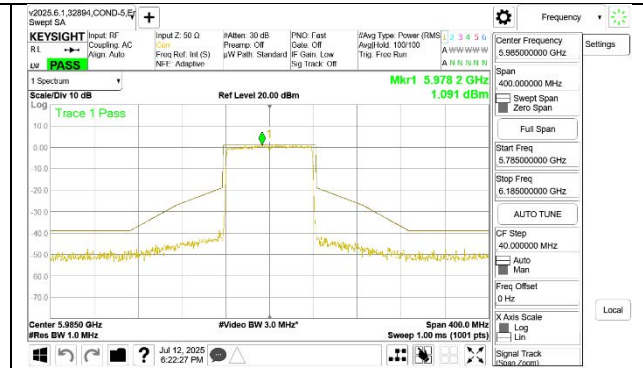 v2025.6.1,32894,COND-5,Er
Swept SA
+
Frequency
KEYSIGHT
RL
LW PASS
Input: RF
Coupling: AC
Align: Auto
Input Z: 50 Ω
Corr
Freq Ref: Int (S)
NFE: Adaptive
#Atten: 30 dB
Preamp: Off
µW Path: Standard
PNO: Fast
Gate: Off
IF Gain: Low
Sig Track: Off
#Avg Type: Power (RMS
Avg|Hold: 100/100
Trig: Free Run
1 2 3 4 5 6
A W W W W W
A N N N N N
Center Frequency
5.985000000 GHz
Settings
Span
400.000000 MHz
Swept Span
Zero Span
Full Span
Start Freq
5.785000000 GHz
Stop Freq
6.185000000 GHz
AUTO TUNE
CF Step
40.000000 MHz
Auto
Man
Freq Offset
0 Hz
X Axis Scale
Log
Lin
Signal Track
(Span Zoom)
Local
1 Spectrum
Scale/Div 10 dB
Ref Level 20.00 dBm
Mkr1 5.978 2 GHz
1.091 dBm
Log
Trace 1 Pass
1
10.0
0.00
-10.0
-20.0
-30.0
-40.0
-50.0
-60.0
-70.0
Center 5.9850 GHz
#Res BW 1.0 MHz
#Video BW 3.0 MHz*
Span 400.0 MHz
Sweep 1.00 ms (1001 pts)
?
Jul 12, 2025
6:22:27 PM